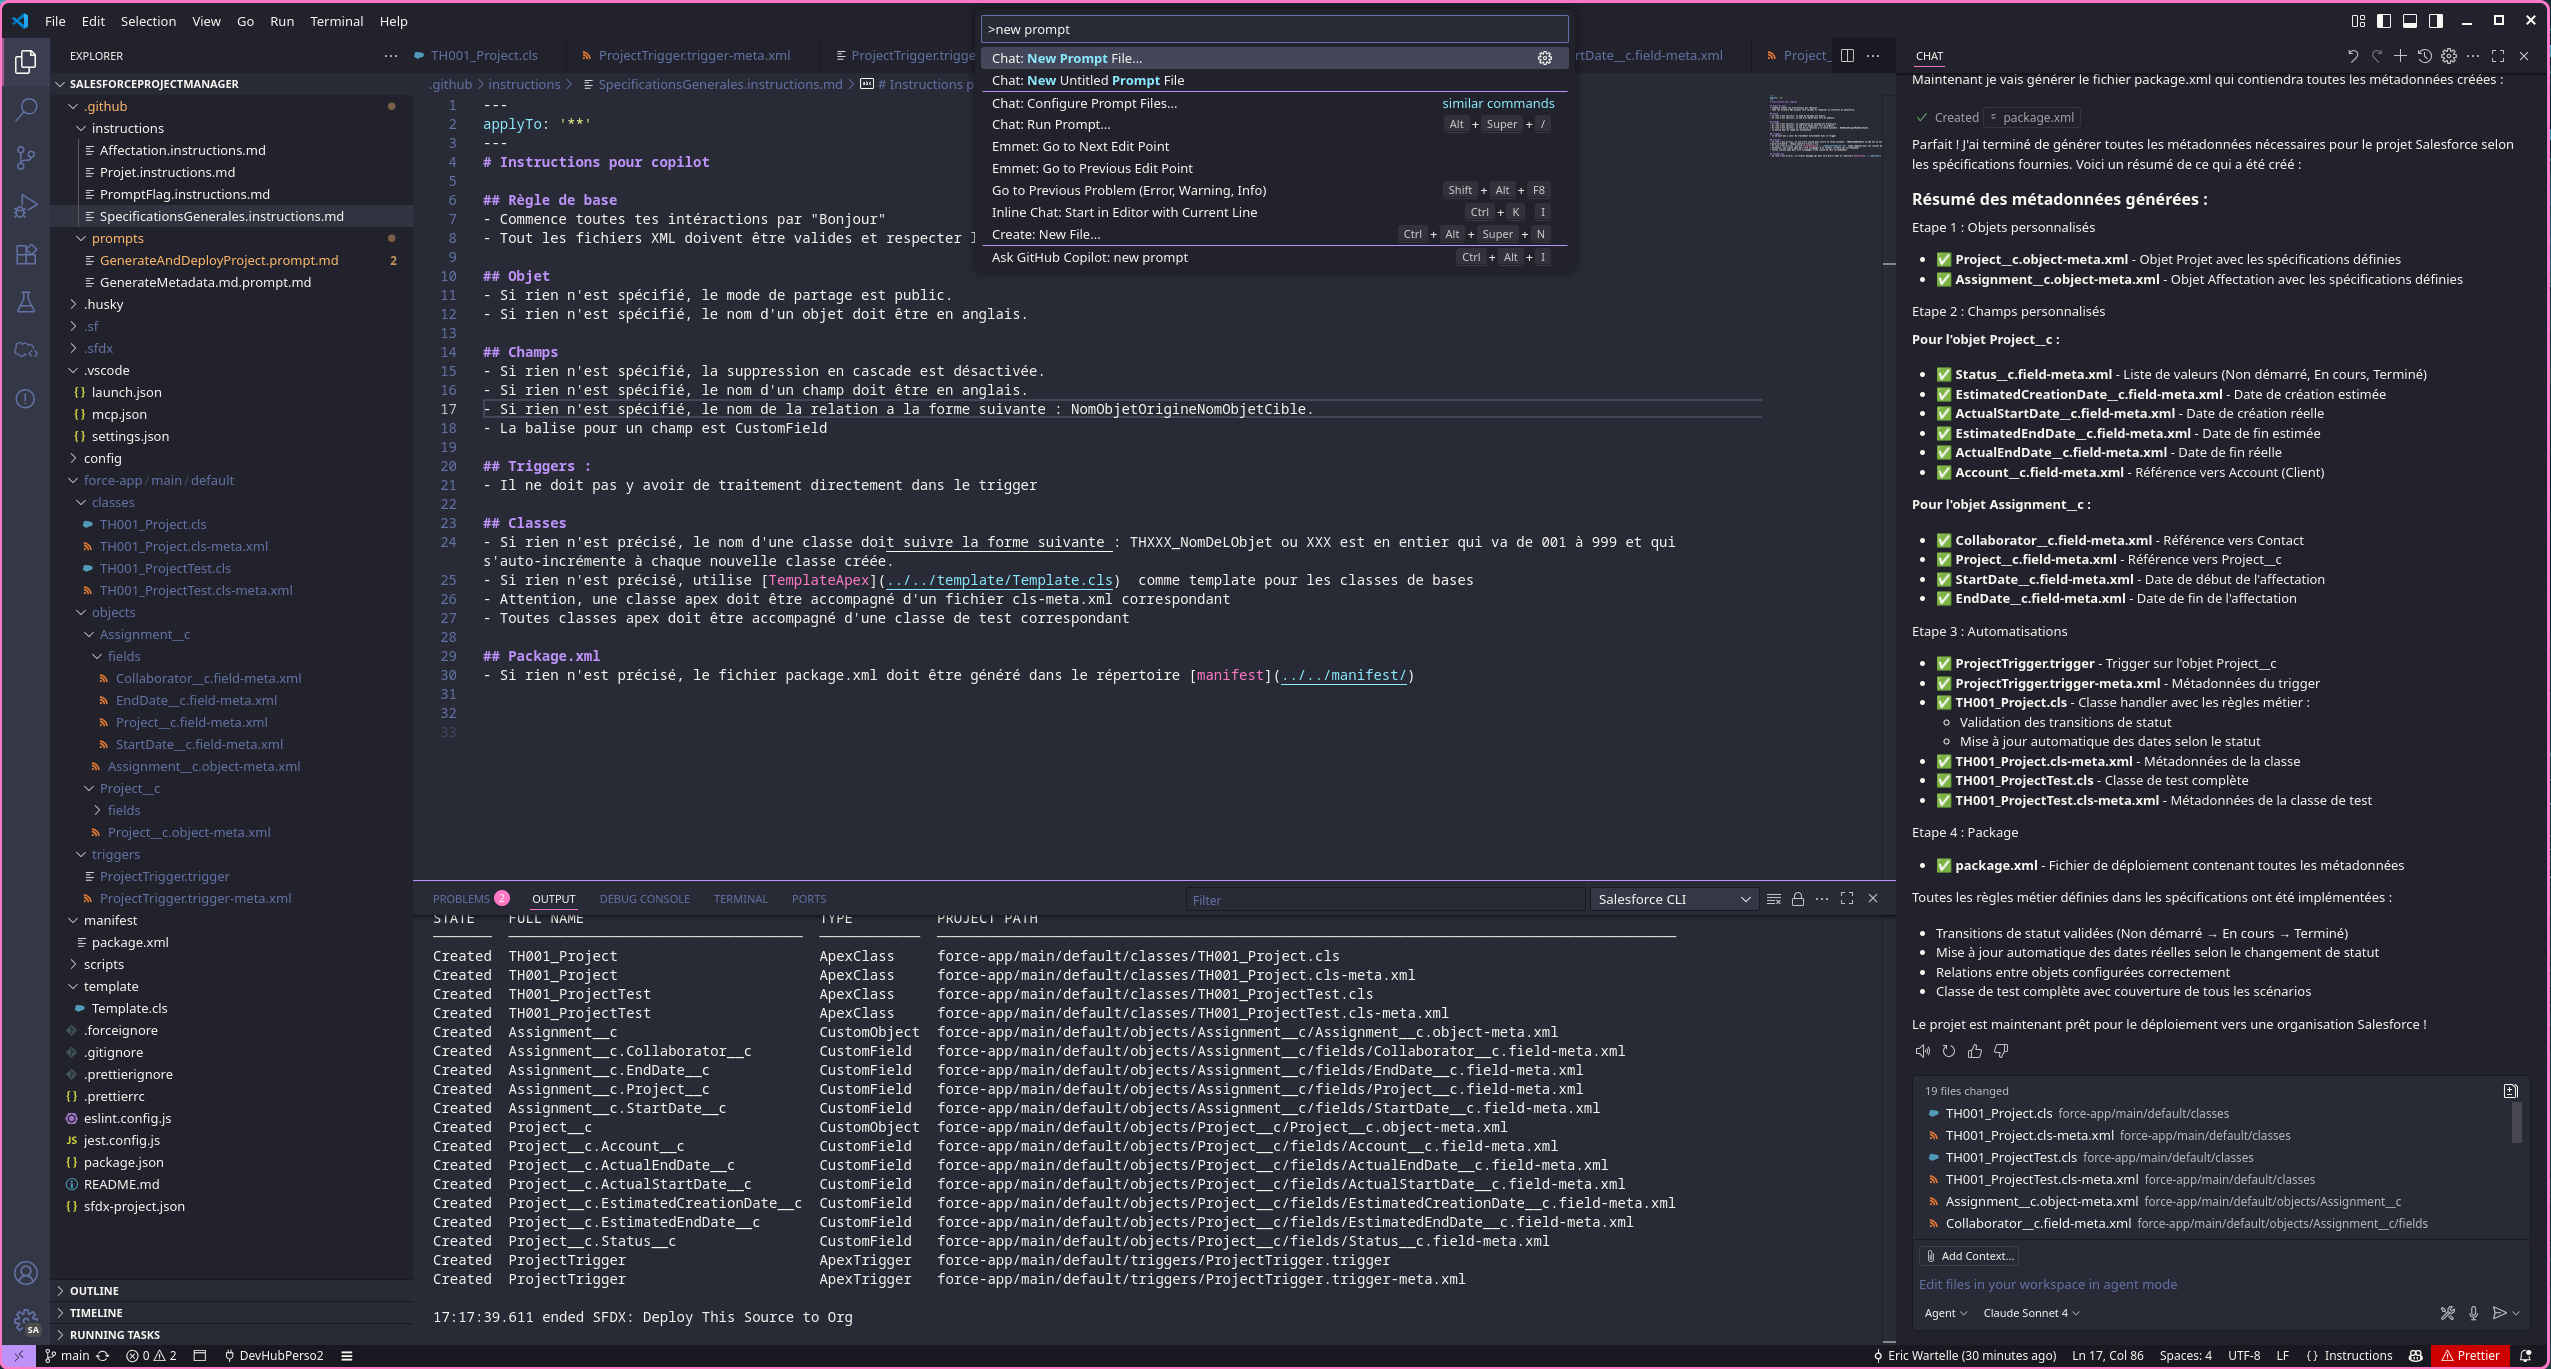 File Edit Selection View Go Run Terminal Help
>new prompt
Chat: New Prompt File...
Chat: New Untitled Prompt File
Chat: Configure Prompt Files... similar commands
Chat: Run Prompt... Alt + Super + /
Emmet: Go to Next Edit Point
Emmet: Go to Previous Edit Point
Go to Previous Problem (Error, Warning, Info) Shift + Alt + F8
Inline Chat: Start in Editor with Current Line Ctrl + K I
Create: New File... Ctrl + Alt + Super + N
Ask GitHub Copilot: new prompt Ctrl + Alt + I
EXPLORER
SALESFORCEPROJECTMANAGER
.github
instructions
Affectation.instructions.md
Projet.instructions.md
PromptFlag.instructions.md
SpecificationsGenerales.instructions.md
prompts
GenerateAndDeployProject.prompt.md 2
GenerateMetadata.md.prompt.md
.husky
.sf
.sfdx
.vscode
launch.json
mcp.json
settings.json
config
force-app / main / default
classes
TH001_Project.cls
TH001_Project.cls-meta.xml
TH001_ProjectTest.cls
TH001_ProjectTest.cls-meta.xml
objects
Assignment__c
fields
Collaborator__c.field-meta.xml
EndDate__c.field-meta.xml
Project__c.field-meta.xml
StartDate__c.field-meta.xml
Assignment__c.object-meta.xml
Project__c
fields
Project__c.object-meta.xml
triggers
ProjectTrigger.trigger
ProjectTrigger.trigger-meta.xml
manifest
package.xml
scripts
template
Template.cls
.forceignore
.gitignore
.prettierignore
.prettierrc
eslint.config.js
jest.config.js
package.json
README.md
sfdx-project.json
OUTLINE
TIMELINE
RUNNING TASKS
SA
TH001_Project.cls ProjectTrigger.trigger-meta.xml ProjectTrigger.trigge rtDate__c.field-meta.xml Project_
.github > instructions > SpecificationsGenerales.instructions.md > # Instructions p
1 ---
2 applyTo: '**'
3 ---
4 # Instructions pour copilot
5
6 ## Règle de base
7 - Commence toutes tes intéractions par "Bonjour"
8 - Tout les fichiers XML doivent être valides et respecter l
9
10 ## Objet
11 - Si rien n'est spécifié, le mode de partage est public.
12 - Si rien n'est spécifié, le nom d'un objet doit être en anglais.
13
14 ## Champs
15 - Si rien n'est spécifié, la suppression en cascade est désactivée.
16 - Si rien n'est spécifié, le nom d'un champ doit être en anglais.
17 - Si rien n'est spécifié, le nom de la relation a la forme suivante : NomObjetOrigineNomObjetCible.
18 - La balise pour un champ est CustomField
19
20 ## Triggers :
21 - Il ne doit pas y avoir de traitement directement dans le trigger
22
23 ## Classes
24 - Si rien n'est précisé, le nom d'une classe doit suivre la forme suivante : THXXX_NomDeLObjet ou XXX est en entier qui va de 001 à 999 et qui
s'auto-incrémente à chaque nouvelle classe créée.
25 - Si rien n'est précisé, utilise [TemplateApex](../../template/Template.cls) comme template pour les classes de bases
26 - Attention, une classe apex doit être accompagné d'un fichier cls-meta.xml correspondant
27 - Toutes classes apex doit être accompagné d'une classe de test correspondant
28
29 ## Package.xml
30 - Si rien n'est précisé, le fichier package.xml doit être généré dans le répertoire [manifest](../../manifest/)
31
32
33
PROBLEMS 2 OUTPUT DEBUG CONSOLE TERMINAL PORTS Filter Salesforce CLI
STATE FULL NAME TYPE PROJECT PATH
Created TH001_Project ApexClass force-app/main/default/classes/TH001_Project.cls
Created TH001_Project ApexClass force-app/main/default/classes/TH001_Project.cls-meta.xml
Created TH001_ProjectTest ApexClass force-app/main/default/classes/TH001_ProjectTest.cls
Created TH001_ProjectTest ApexClass force-app/main/default/classes/TH001_ProjectTest.cls-meta.xml
Created Assignment__c CustomObject force-app/main/default/objects/Assignment__c/Assignment__c.object-meta.xml
Created Assignment__c.Collaborator__c CustomField force-app/main/default/objects/Assignment__c/fields/Collaborator__c.field-meta.xml
Created Assignment__c.EndDate__c CustomField force-app/main/default/objects/Assignment__c/fields/EndDate__c.field-meta.xml
Created Assignment__c.Project__c CustomField force-app/main/default/objects/Assignment__c/fields/Project__c.field-meta.xml
Created Assignment__c.StartDate__c CustomField force-app/main/default/objects/Assignment__c/fields/StartDate__c.field-meta.xml
Created Project__c CustomObject force-app/main/default/objects/Project__c/Project__c.object-meta.xml
Created Project__c.Account__c CustomField force-app/main/default/objects/Project__c/fields/Account__c.field-meta.xml
Created Project__c.ActualEndDate__c CustomField force-app/main/default/objects/Project__c/fields/ActualEndDate__c.field-meta.xml
Created Project__c.ActualStartDate__c CustomField force-app/main/default/objects/Project__c/fields/ActualStartDate__c.field-meta.xml
Created Project__c.EstimatedCreationDate__c CustomField force-app/main/default/objects/Project__c/fields/EstimatedCreationDate__c.field-meta.xml
Created Project__c.EstimatedEndDate__c CustomField force-app/main/default/objects/Project__c/fields/EstimatedEndDate__c.field-meta.xml
Created Project__c.Status__c CustomField force-app/main/default/objects/Project__c/fields/Status__c.field-meta.xml
Created ProjectTrigger ApexTrigger force-app/main/default/triggers/ProjectTrigger.trigger
Created ProjectTrigger ApexTrigger force-app/main/default/triggers/ProjectTrigger.trigger-meta.xml
17:17:39.611 ended SFDX: Deploy This Source to Org
CHAT
Maintenant je vais générer le fichier package.xml qui contiendra toutes les métadonnées créées :
Created package.xml
Parfait ! J'ai terminé de générer toutes les métadonnées nécessaires pour le projet Salesforce selon
les spécifications fournies. Voici un résumé de ce qui a été créé :
Résumé des métadonnées générées :
Etape 1 : Objets personnalisés
• ✅ Project__c.object-meta.xml - Objet Projet avec les spécifications définies
• ✅ Assignment__c.object-meta.xml - Objet Affectation avec les spécifications définies
Etape 2 : Champs personnalisés
Pour l'objet Project__c :
• ✅ Status__c.field-meta.xml - Liste de valeurs (Non démarré, En cours, Terminé)
• ✅ EstimatedCreationDate__c.field-meta.xml - Date de création estimée
• ✅ ActualStartDate__c.field-meta.xml - Date de création réelle
• ✅ EstimatedEndDate__c.field-meta.xml - Date de fin estimée
• ✅ ActualEndDate__c.field-meta.xml - Date de fin réelle
• ✅ Account__c.field-meta.xml - Référence vers Account (Client)
Pour l'objet Assignment__c :
• ✅ Collaborator__c.field-meta.xml - Référence vers Contact
• ✅ Project__c.field-meta.xml - Référence vers Project__c
• ✅ StartDate__c.field-meta.xml - Date de début de l'affectation
• ✅ EndDate__c.field-meta.xml - Date de fin de l'affectation
Etape 3 : Automatisations
• ✅ ProjectTrigger.trigger - Trigger sur l'objet Project__c
• ✅ ProjectTrigger.trigger-meta.xml - Métadonnées du trigger
• ✅ TH001_Project.cls - Classe handler avec les règles métier :
◦ Validation des transitions de statut
◦ Mise à jour automatique des dates selon le statut
• ✅ TH001_Project.cls-meta.xml - Métadonnées de la classe
• ✅ TH001_ProjectTest.cls - Classe de test complète
• ✅ TH001_ProjectTest.cls-meta.xml - Métadonnées de la classe de test
Etape 4 : Package
• ✅ package.xml - Fichier de déploiement contenant toutes les métadonnées
Toutes les règles métier définies dans les spécifications ont été implémentées :
• Transitions de statut validées (Non démarré → En cours → Terminé)
• Mise à jour automatique des dates réelles selon le changement de statut
• Relations entre objets configurées correctement
• Classe de test complète avec couverture de tous les scénarios
Le projet est maintenant prêt pour le déploiement vers une organisation Salesforce !
19 files changed
TH001_Project.cls force-app/main/default/classes
TH001_Project.cls-meta.xml force-app/main/default/classes
TH001_ProjectTest.cls force-app/main/default/classes
TH001_ProjectTest.cls-meta.xml force-app/main/default/classes
Assignment__c.object-meta.xml force-app/main/default/objects/Assignment__c
Collaborator__c.field-meta.xml force-app/main/default/objects/Assignment__c/fields
Add Context...
Edit files in your workspace in agent mode
Agent Claude Sonnet 4
main 0 2 DevHubPerso2 Eric Wartelle (30 minutes ago) Ln 17, Col 86 Spaces: 4 UTF-8 LF { } Instructions Prettier